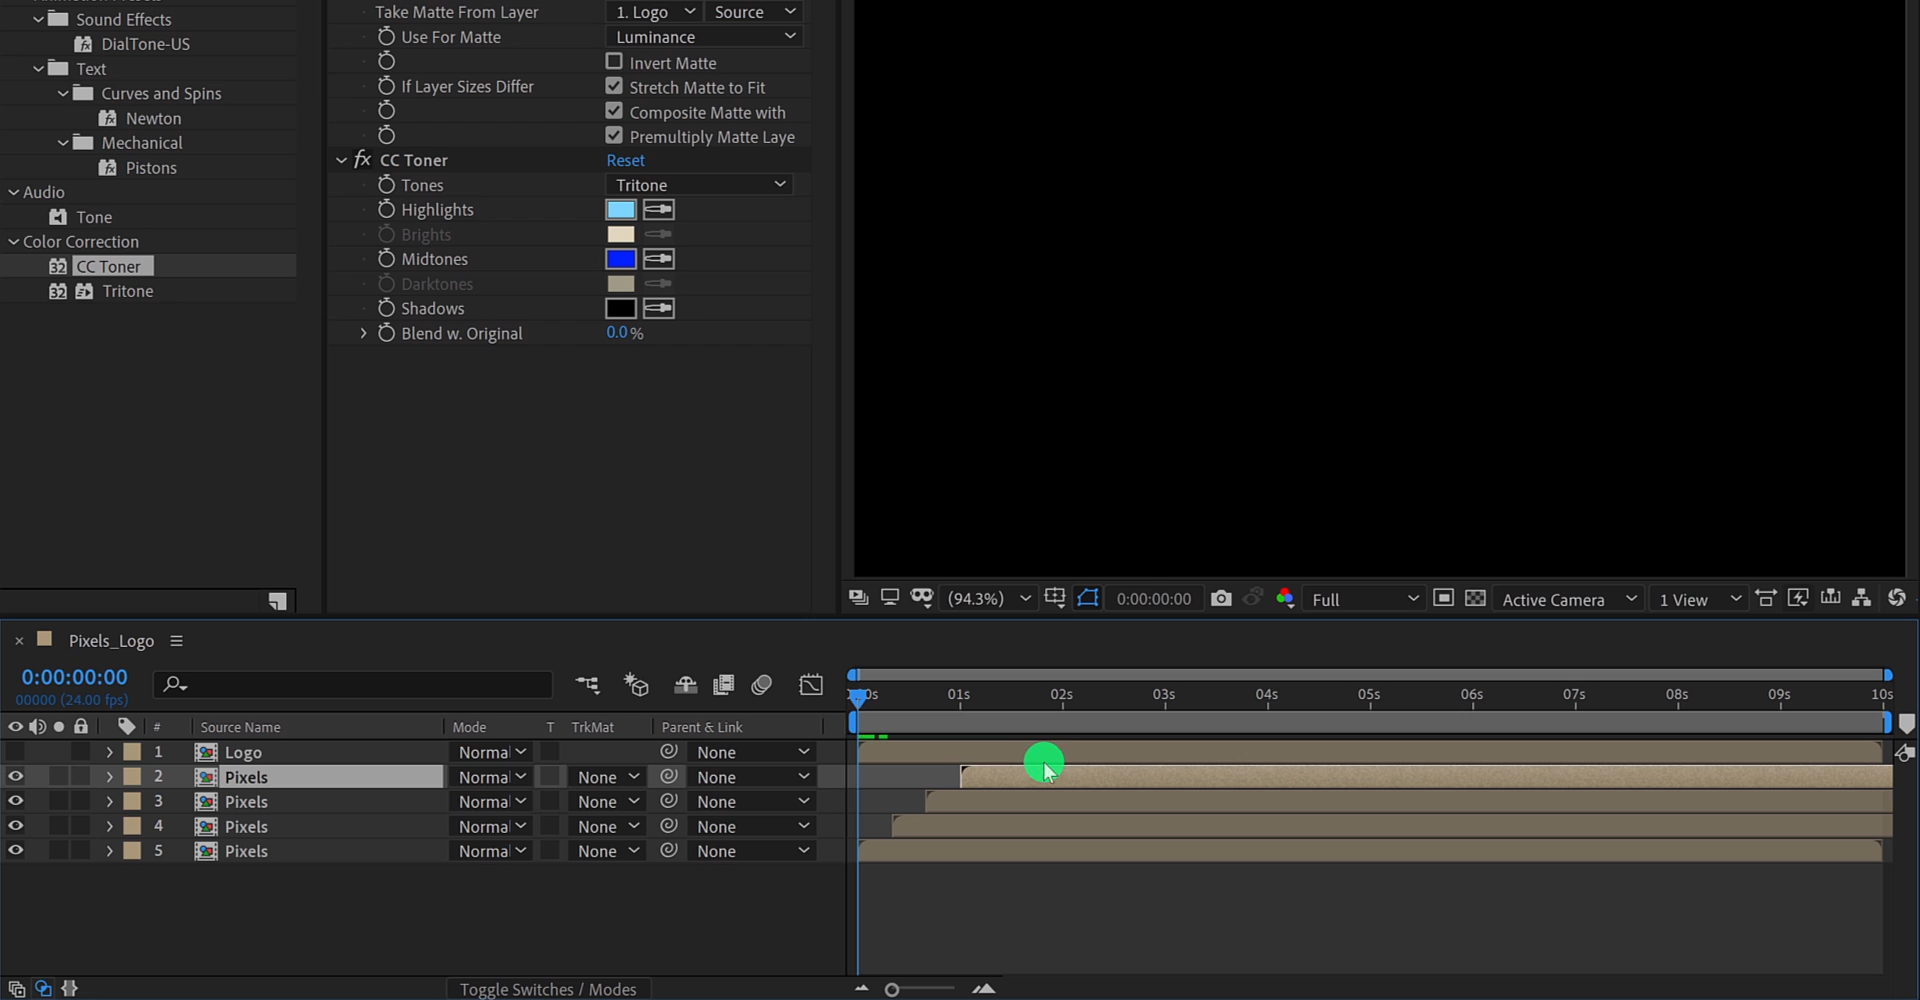 Sound Effects
DialTone-US
Text
Curves and Spins
Newton
Mechanical
Pistons
Audio
Tone
Color Correction
32 CC Toner
32 Tritone
Take Matte From Layer 1. Logo Source
Use For Matte Luminance
Invert Matte
If Layer Sizes Differ Stretch Matte to Fit
Composite Matte with
Premultiply Matte Laye
fx CC Toner Reset
Tones Tritone
Highlights
Brights
Midtones
Darktones
Shadows
Blend w. Original 0.0 %
(94.3%) 0:00:00:00 Full Active Camera 1 View
× Pixels_Logo
0:00:00:00
00000 (24.00 fps)
01s 02s 03s 04s 05s 06s 07s 08s 09s 10s
# Source Name Mode T TrkMat Parent & Link
1 Logo Normal None
2 Pixels Normal None None
3 Pixels Normal None None
4 Pixels Normal None None
5 Pixels Normal None None
Toggle Switches / Modes